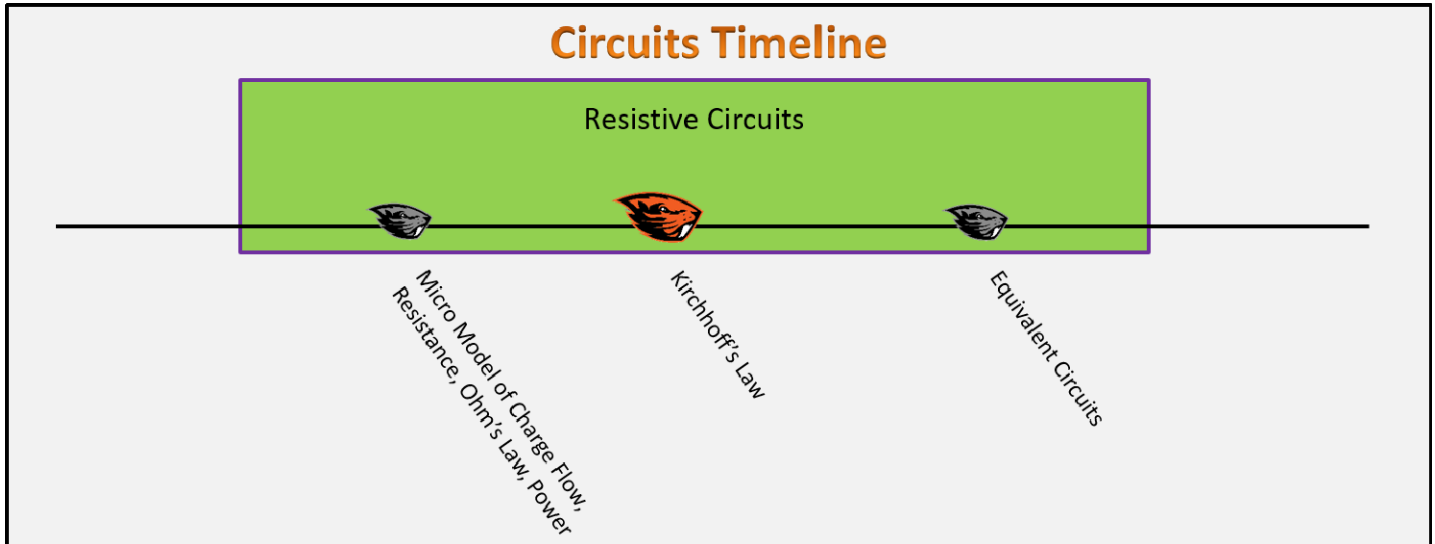 Circuits Timeline
Resistive Circuits
Micro Model of Charge Flow,
Resistance, Ohm's Law, Power
Kirchhoff's Law
Equivalent Circuits